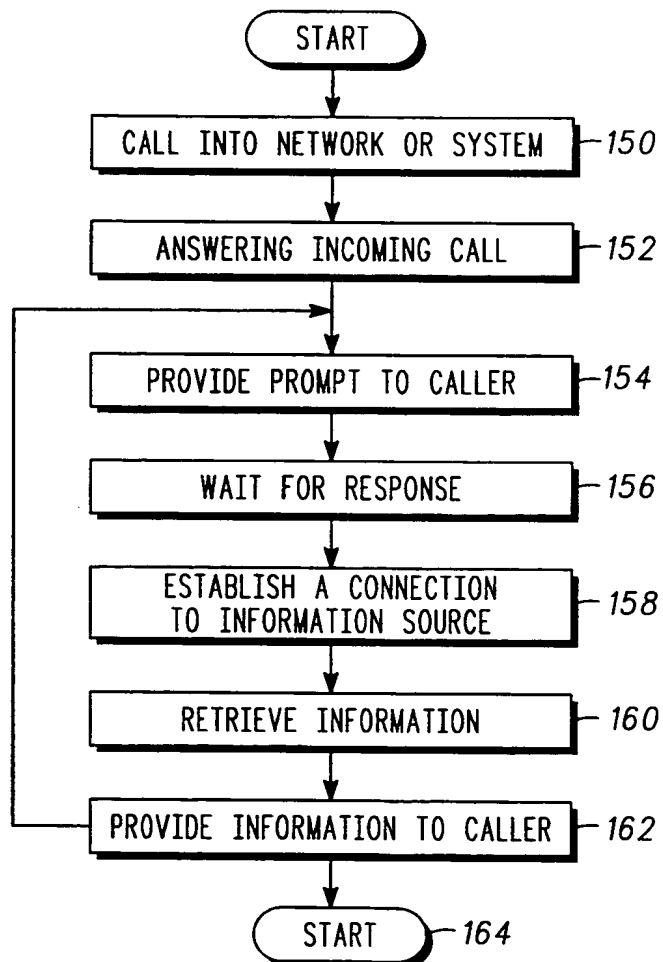 START
CALL INTO NETWORK OR SYSTEM 150
ANSWERING INCOMING CALL 152
PROVIDE PROMPT TO CALLER 154
WAIT FOR RESPONSE 156
ESTABLISH A CONNECTION
TO INFORMATION SOURCE 158
RETRIEVE INFORMATION 160
PROVIDE INFORMATION TO CALLER 162
START 164